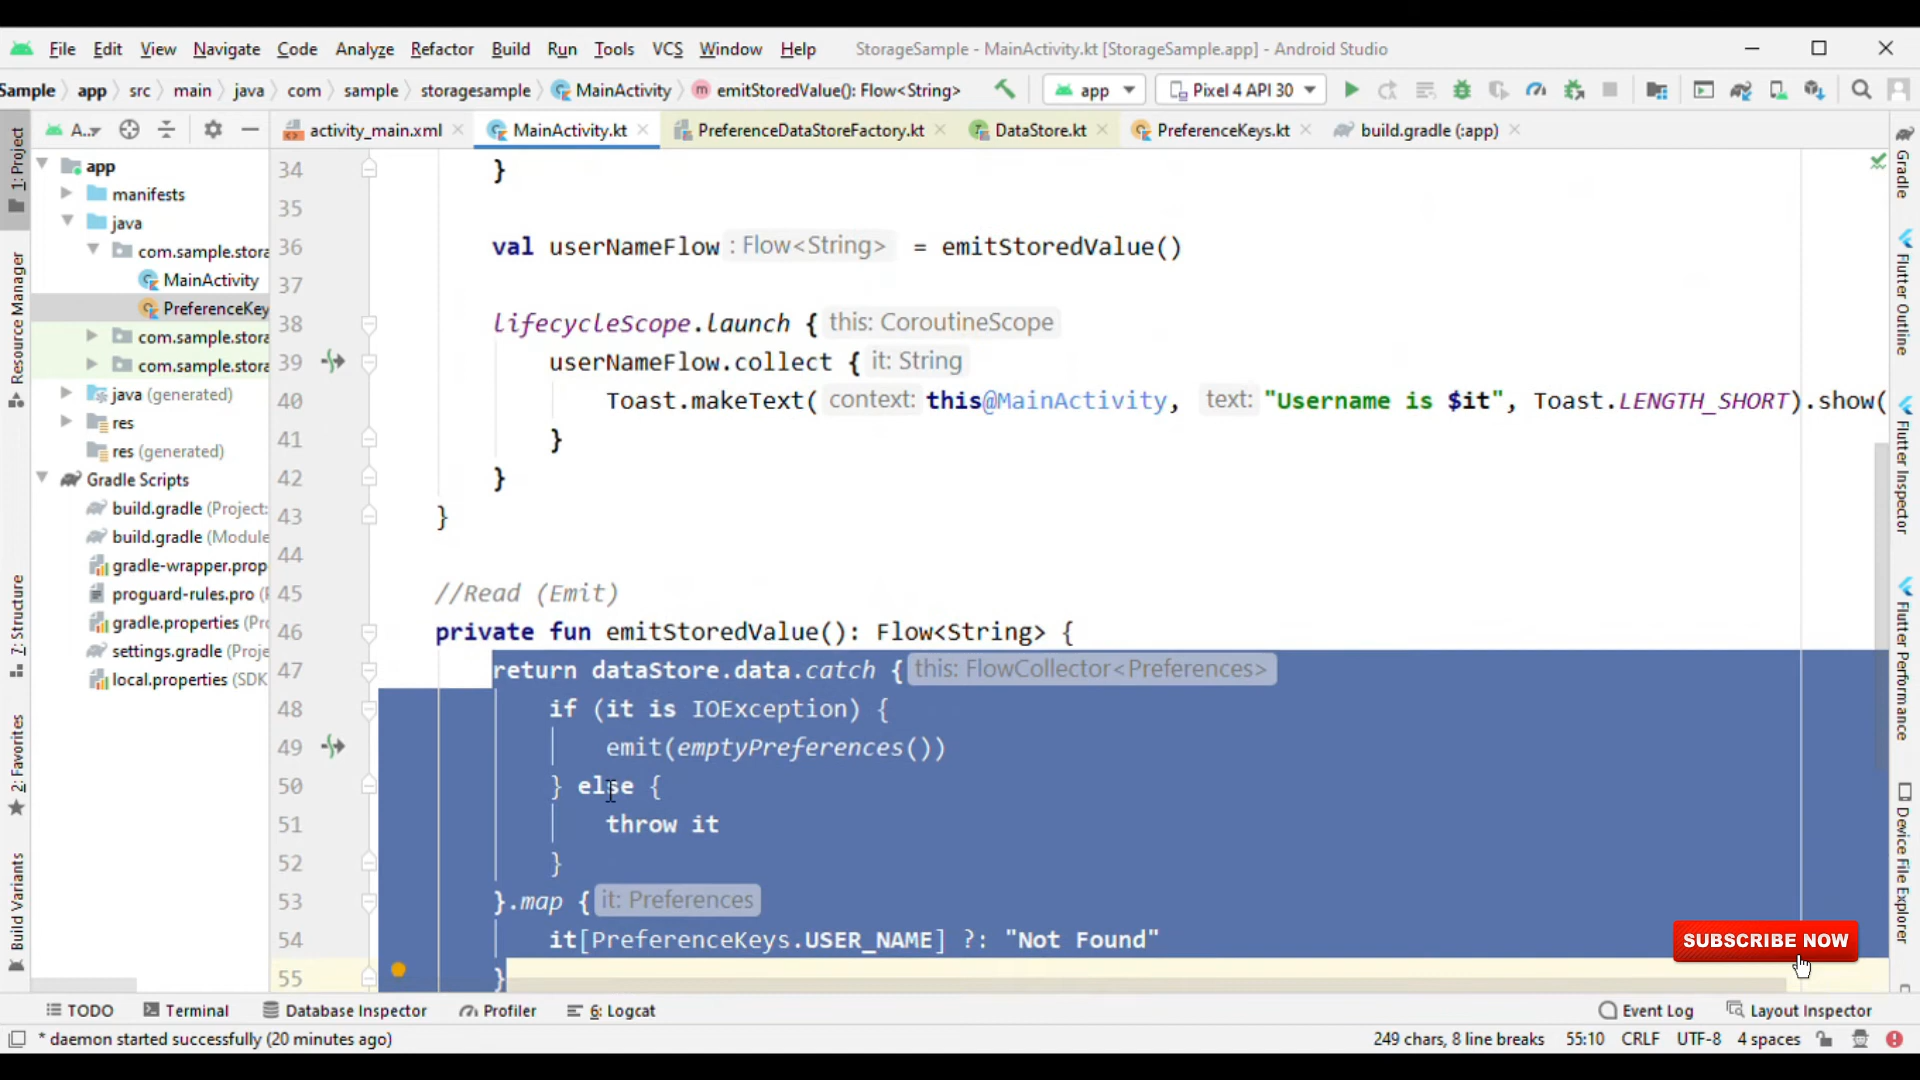 File Edit View Navigate Code Analyze Refactor Build Run Tools VCS Window Help StorageSample - MainActivity.kt [StorageSample.app] - Android Studio
Sample app src main java com sample storagesample MainActivity emitStoredValue(): Flow<String> app Pixel 4 API 30
A.. activity_main.xml MainActivity.kt PreferenceDataStoreFactory.kt DataStore.kt PreferenceKeys.kt build.gradle (:app)
1: Project
Resource Manager
7: Structure
2: Favorites
Build Variants
app
manifests
java
com.sample.stora
MainActivity
PreferenceKey
com.sample.stora
com.sample.stora
java (generated)
res
res (generated)
Gradle Scripts
build.gradle (Project:
build.gradle (Module
gradle-wrapper.prop
proguard-rules.pro (
gradle.properties (Pr
settings.gradle (Proje
local.properties (SDK
34 }
35
36 val userNameFlow : Flow<String> = emitStoredValue()
37
38 lifecycleScope.launch { this: CoroutineScope
39 userNameFlow.collect { it: String
40 Toast.makeText( context: this@MainActivity, text: "Username is $it", Toast.LENGTH_SHORT).show(
41 }
42 }
43 }
44
45 //Read (Emit)
46 private fun emitStoredValue(): Flow<String> {
47 return dataStore.data.catch { this: FlowCollector<Preferences>
48 if (it is IOException) {
49 emit(emptyPreferences())
50 } else {
51 throw it
52 }
53 }.map { it: Preferences
54 it[PreferenceKeys.USER_NAME] ?: "Not Found"
55 }
Gradle
Flutter Outline
Flutter Inspector
Flutter Performance
Device File Explorer
SUBSCRIBE NOW
TODO Terminal Database Inspector Profiler 6: Logcat Event Log Layout Inspector
* daemon started successfully (20 minutes ago) 249 chars, 8 line breaks 55:10 CRLF UTF-8 4 spaces